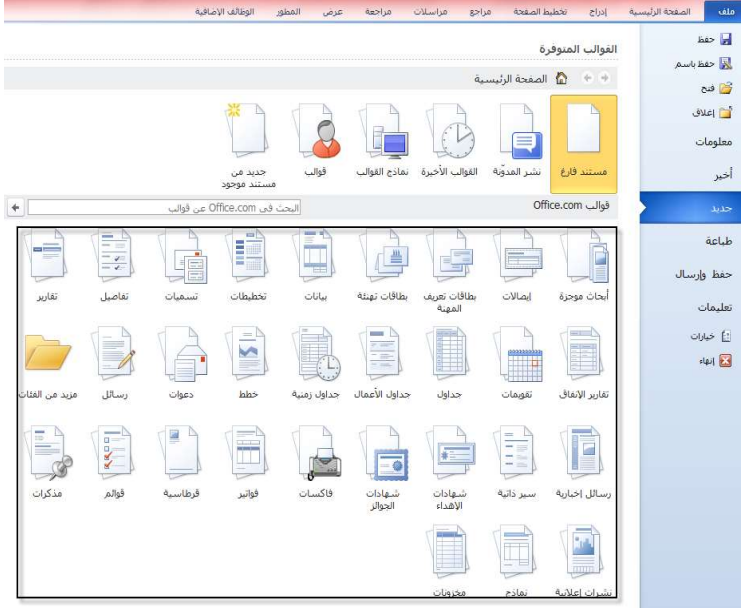 ملف الصفحة الرئيسية إدراج تخطيط الصفحة مراجع مراسلات مراجعة عرض المطور الوظائف الإضافية
حفظ
حفظ باسم
فتح
إغلاق
معلومات
أخير
جديد
طباعة
حفظ وإرسال
تعليمات
خيارات
إنهاء
القوالب المتوفرة
الصفحة الرئيسية
مستند فارغ نشر المدوّنة القوالب الأخيرة نماذج القوالب قوالب جديد من
مستند موجود
قوالب Office.com البحث في Office.com عن قوالب
أبحاث موجزة إيصالات بطاقات تعريف بطاقات تهنئة بيانات تخطيطات تسميات تفاصيل تقارير
المهنة
تقارير الإنفاق تقويمات جداول جداول الأعمال جداول زمنية خطط دعوات رسائل مزيد من الفئات
رسائل إخبارية سير ذاتية شهادات شهادات فاكسات فواتير قرطاسية قوائم مذكرات
الإهداء الجوائز
نشرات إعلانية نماذج مخزونات